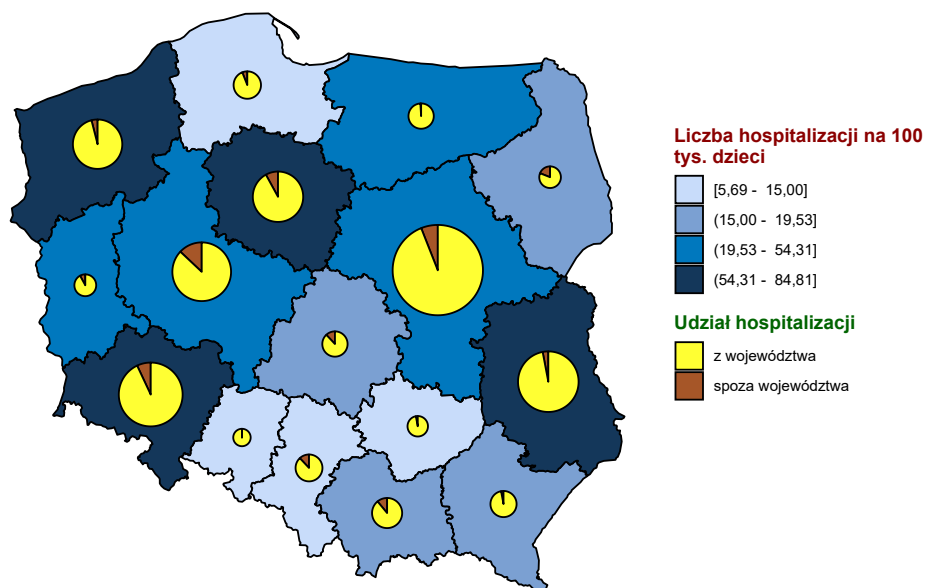 Liczba hospitalizacji na 100
tys. dzieci
[5,69 - 15,00]
(15,00 - 19,53]
(19,53 - 54,31]
(54,31 - 84,81]
Udział hospitalizacji
z województwa
spoza województwa